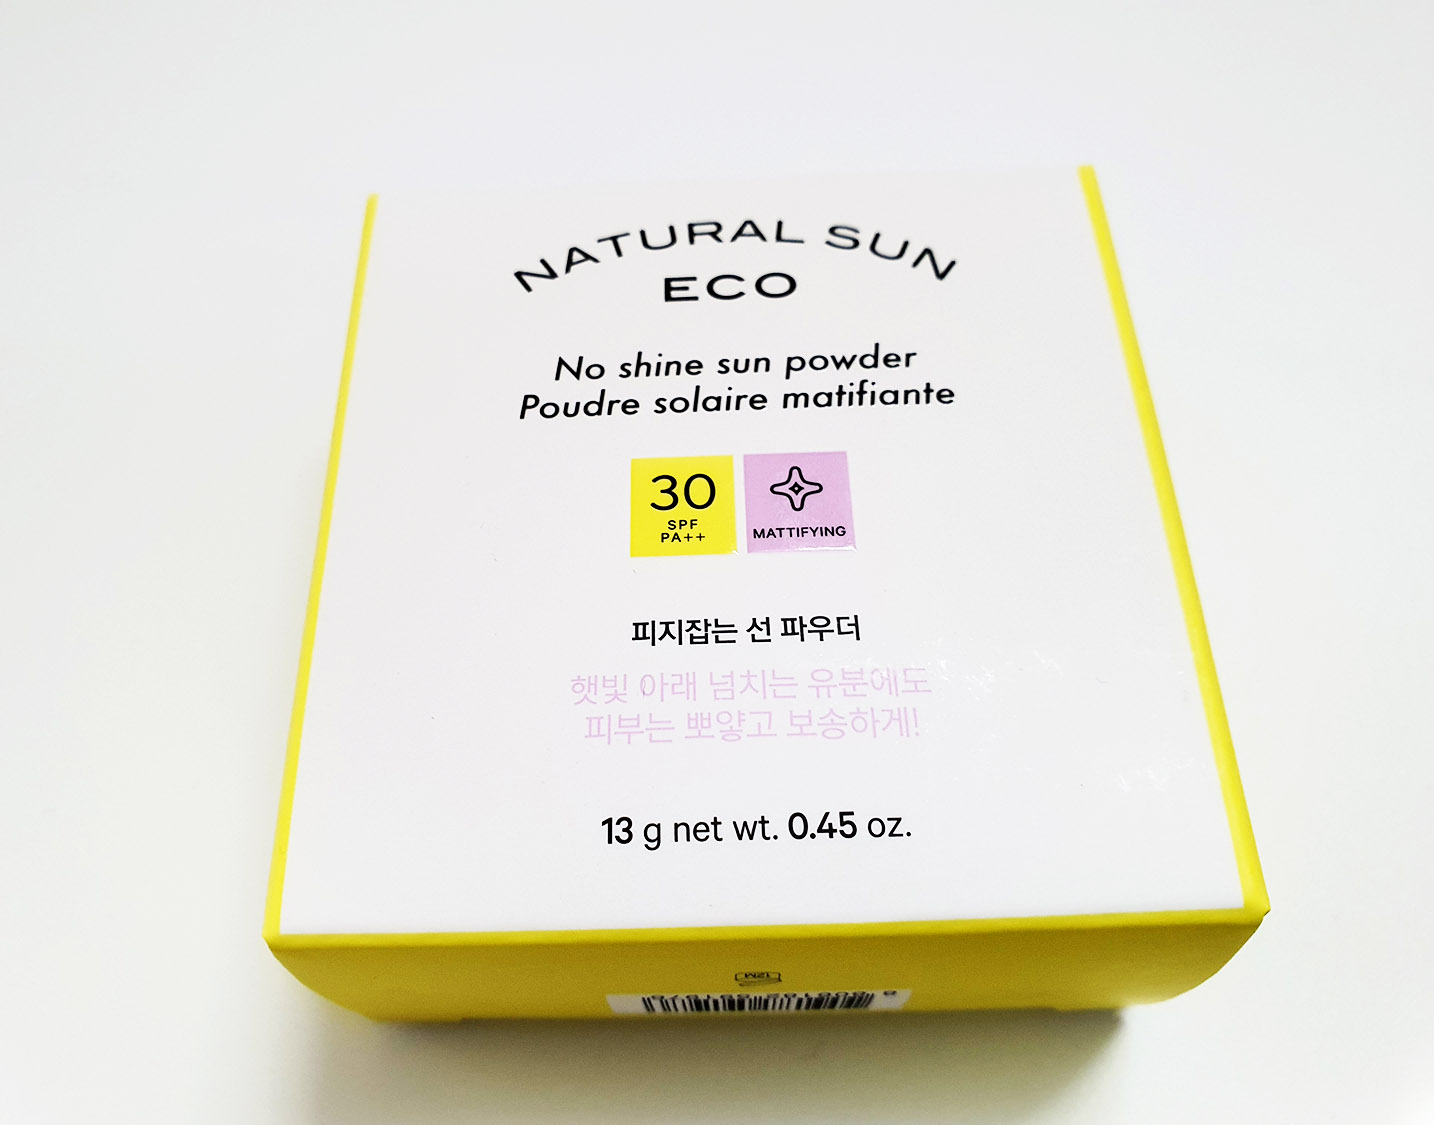 NATURAL SUN
ECO
No shine sun powder
Poudre solaire matifiante
30
SPF
PA++
MATTIFYING
피지잡는 선 파우더
햇빛 아래 넘치는 유분에도
피부는 뽀얗고 보송하게!
13 g net wt. 0.45 oz.
12M